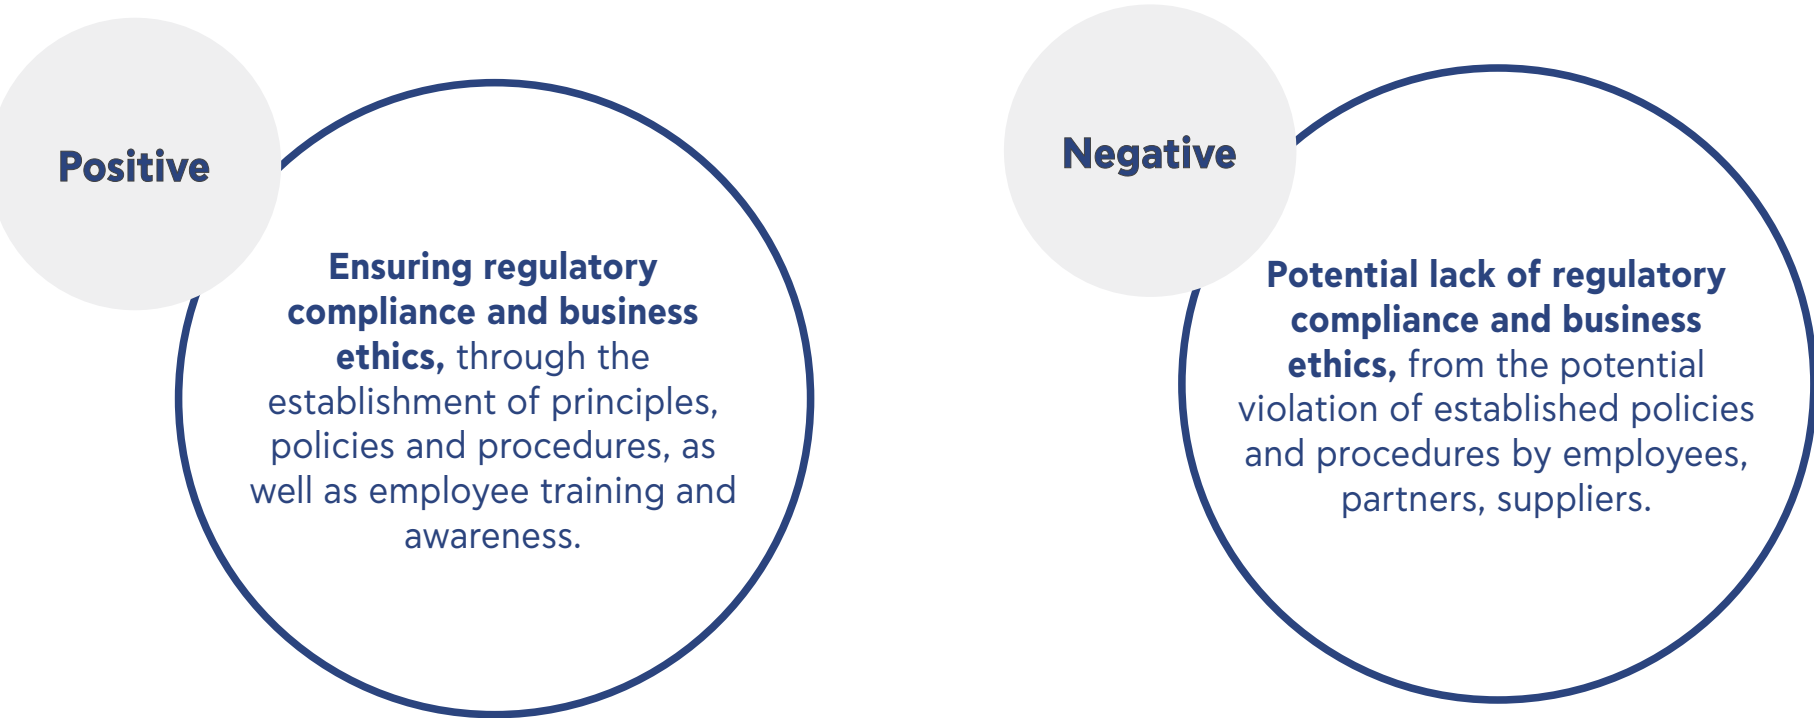 Positive
Ensuring regulatory
compliance and business
ethics, through the
establishment of principles,
policies and procedures, as
well as employee training and
awareness.
Negative
Potential lack of regulatory
compliance and business
ethics, from the potential
violation of established policies
and procedures by employees,
partners, suppliers.